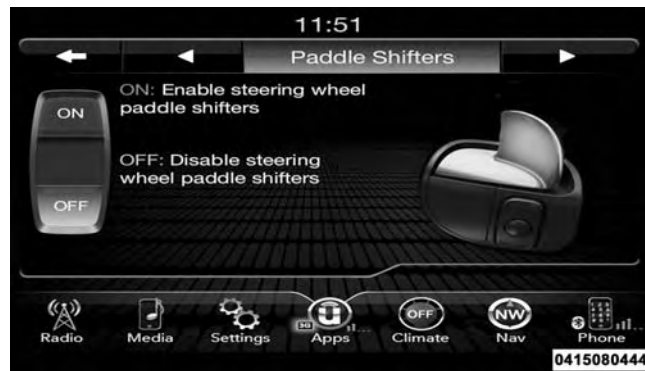 11:51
Paddle Shifters
ON: Enable steering wheel
paddle shifters
ON
OFF: Disable steering
wheel paddle shifters
OFF
OFF
NW
3G
Radio
Media
Settings
Apps
Climate
Nav
Phone
0415080444